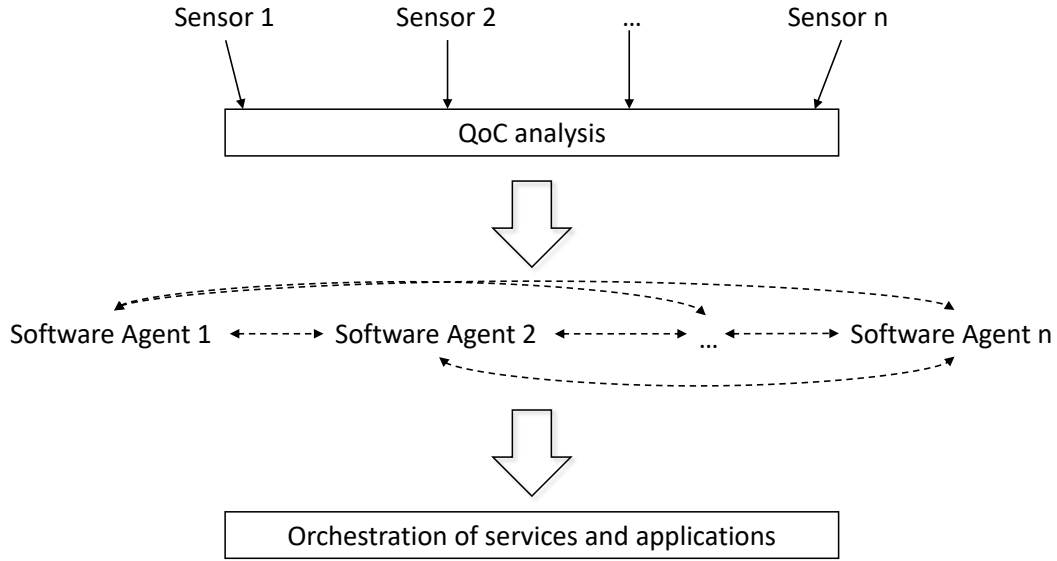 Sensor 1
Sensor 2
...
Sensor n
QoC analysis
Software Agent 1
Software Agent 2
...
Software Agent n
Orchestration of services and applications